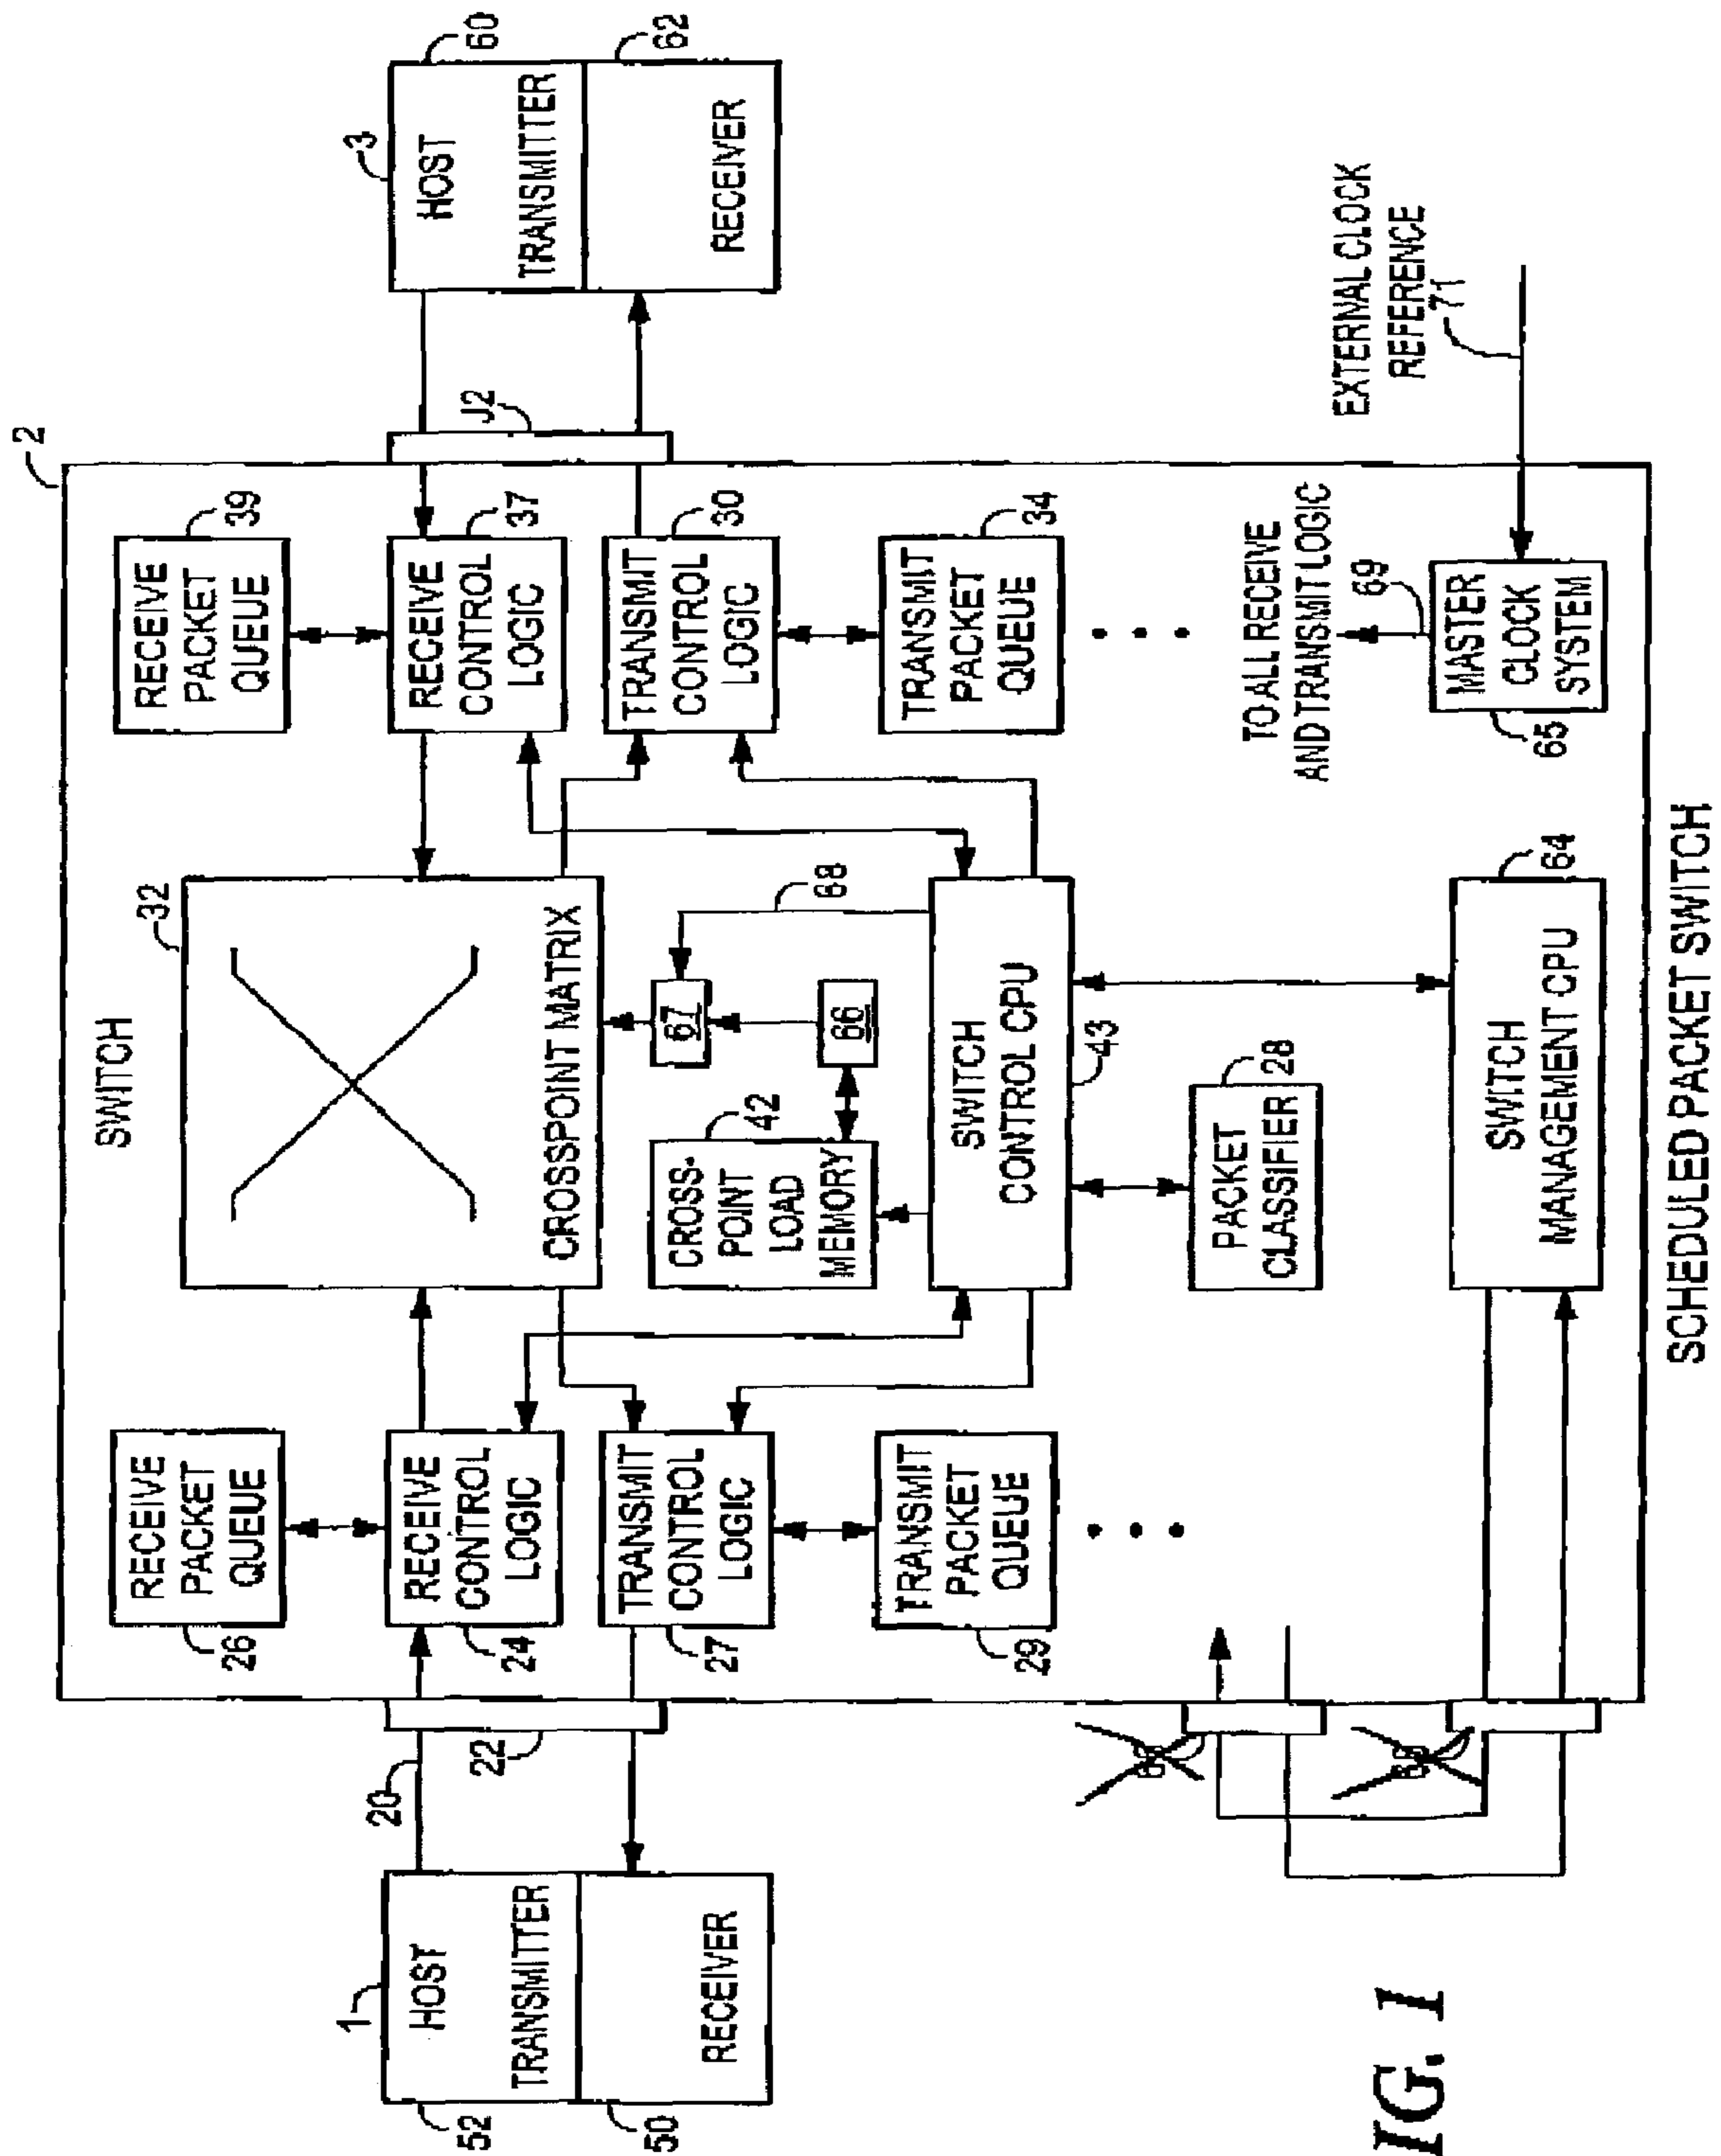 2
1
HOST
TRANSMITTER
RECEIVER
52
50
20
22
RECEIVE
PACKET
QUEUE
26
RECEIVE
CONTROL
LOGIC
24
TRANSMIT
CONTROL
LOGIC
27
TRANSMIT
PACKET
QUEUE
29
SWITCH
32
CROSSPOINT MATRIX
67
66
68
42
CROSS-
POINT
LOAD
MEMORY
SWITCH
CONTROL CPU
43
PACKET
CLASSIFIER
28
SWITCH
MANAGEMENT CPU
64
RECEIVE
PACKET
QUEUE
39
RECEIVE
CONTROL
LOGIC
37
TRANSMIT
CONTROL
LOGIC
30
TRANSMIT
PACKET
QUEUE
34
TO ALL RECEIVE
AND TRANSMIT LOGIC
69
MASTER
CLOCK
SYSTEM
65
J2
3
HOST
TRANSMITTER
RECEIVER
60
62
EXTERNAL CLOCK
REFERENCE
71
SCHEDULED PACKET SWITCH
IG. 1